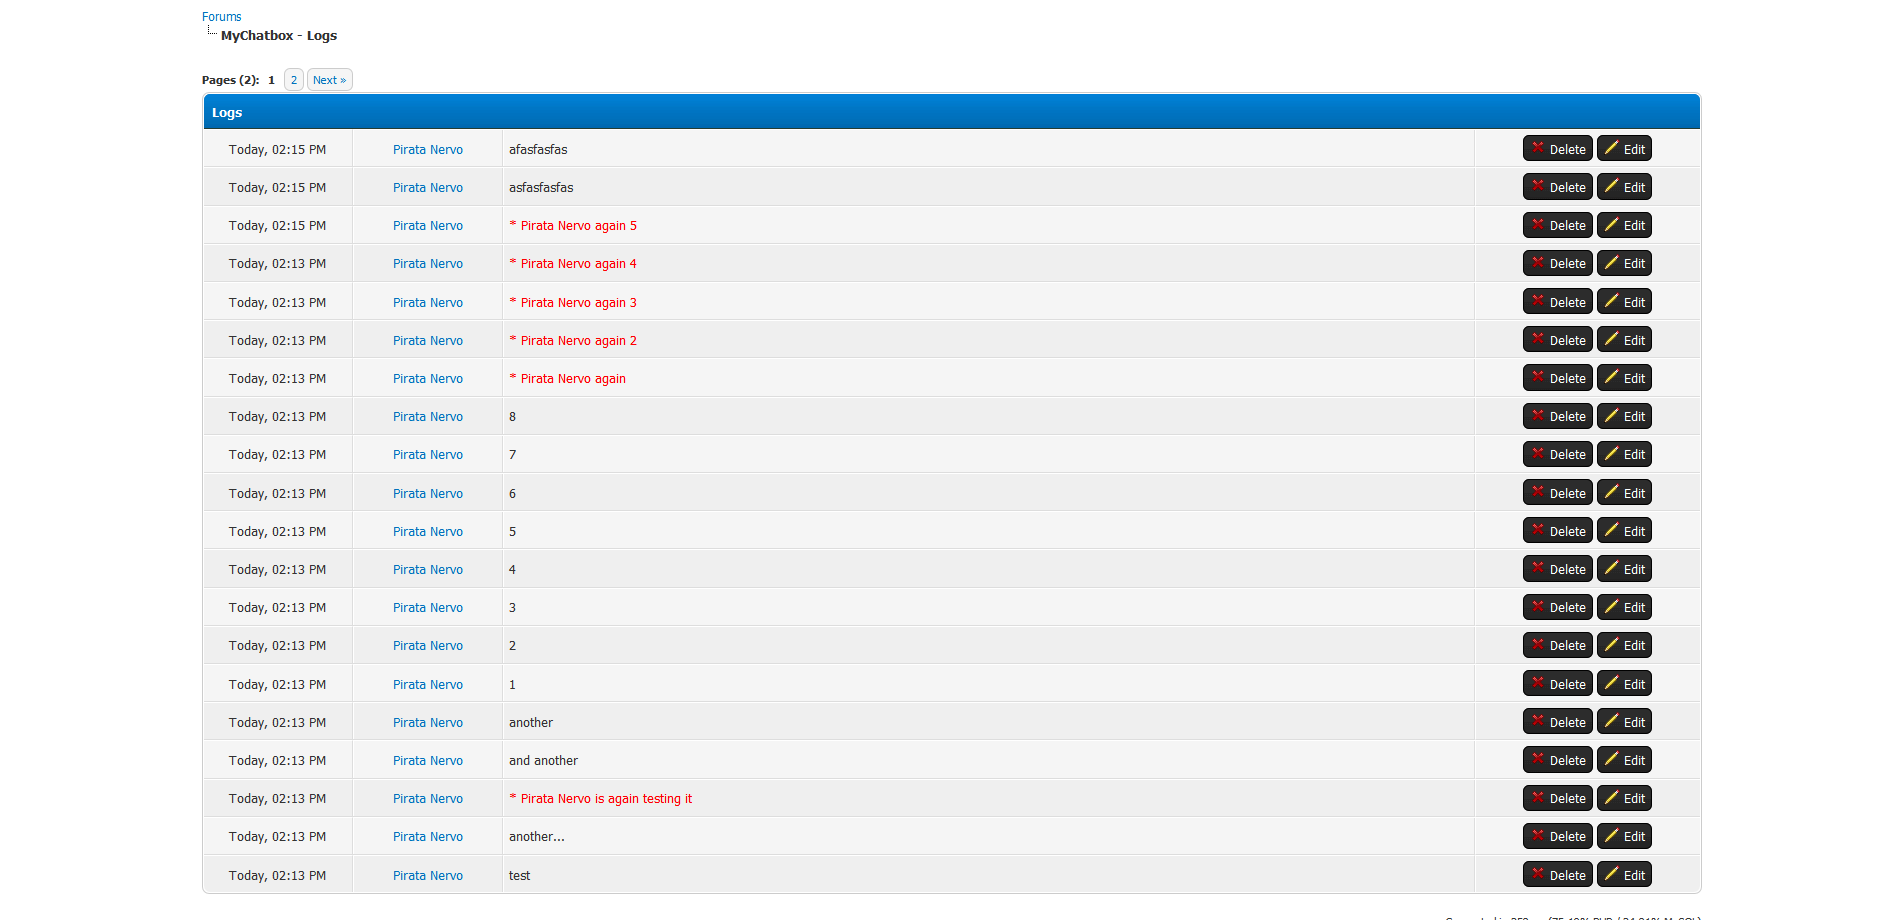 Forums
MyChatbox - Logs
Pages (2): 1 2 Next »
Logs
Today, 02:15 PM Pirata Nervo afasfasfas Delete Edit
Today, 02:15 PM Pirata Nervo asfasfasfas Delete Edit
Today, 02:15 PM Pirata Nervo * Pirata Nervo again 5 Delete Edit
Today, 02:13 PM Pirata Nervo * Pirata Nervo again 4 Delete Edit
Today, 02:13 PM Pirata Nervo * Pirata Nervo again 3 Delete Edit
Today, 02:13 PM Pirata Nervo * Pirata Nervo again 2 Delete Edit
Today, 02:13 PM Pirata Nervo * Pirata Nervo again Delete Edit
Today, 02:13 PM Pirata Nervo 8 Delete Edit
Today, 02:13 PM Pirata Nervo 7 Delete Edit
Today, 02:13 PM Pirata Nervo 6 Delete Edit
Today, 02:13 PM Pirata Nervo 5 Delete Edit
Today, 02:13 PM Pirata Nervo 4 Delete Edit
Today, 02:13 PM Pirata Nervo 3 Delete Edit
Today, 02:13 PM Pirata Nervo 2 Delete Edit
Today, 02:13 PM Pirata Nervo 1 Delete Edit
Today, 02:13 PM Pirata Nervo another Delete Edit
Today, 02:13 PM Pirata Nervo and another Delete Edit
Today, 02:13 PM Pirata Nervo * Pirata Nervo is again testing it Delete Edit
Today, 02:13 PM Pirata Nervo another... Delete Edit
Today, 02:13 PM Pirata Nervo test Delete Edit